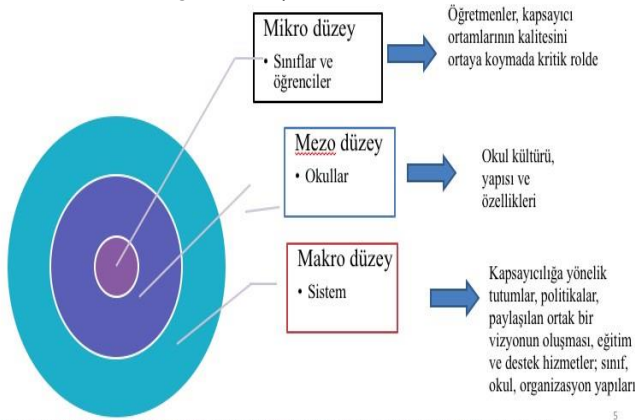 Mikro düzey
• Sınıflar ve
öğrenciler
Öğretmenler, kapsayıcı
ortamlarının kalitesini
ortaya koymada kritik rolde
Mezo düzey
• Okullar
Okul kültürü,
yapısı ve
özellikleri
Makro düzey
• Sistem
Kapsayıcılığa yönelik
tutumlar, politikalar,
paylaşılan ortak bir
vizyonun oluşması, eğitim
ve destek hizmetler; sınıf,
okul, organizasyon yapıları
5